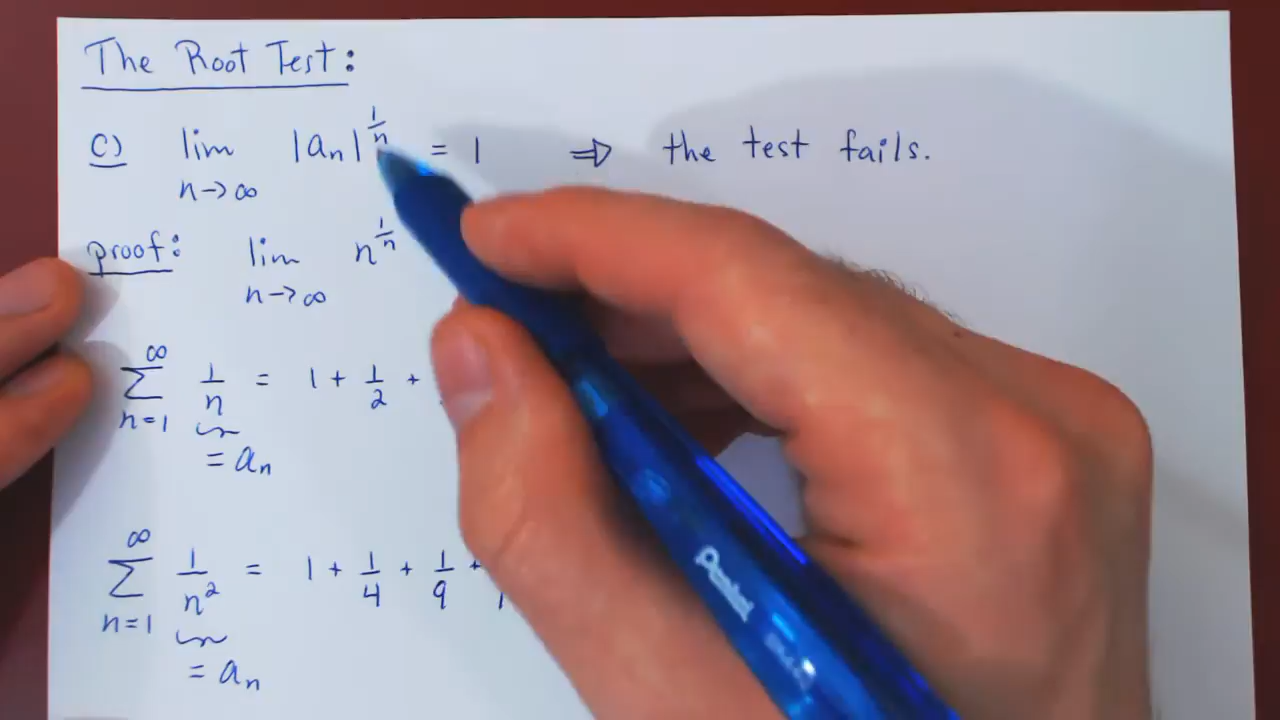 The Root Test:
c) lim n→∞ |aₙ|^(1/n) = 1 ⇒ the test fails.
proof: lim n→∞ n^(1/n)
∑ n=1 ∞ 1/n = 1 + 1/2 +
= aₙ
∑ n=1 ∞ 1/n² = 1 + 1/4 + 1/9 +
= aₙ
Pentel